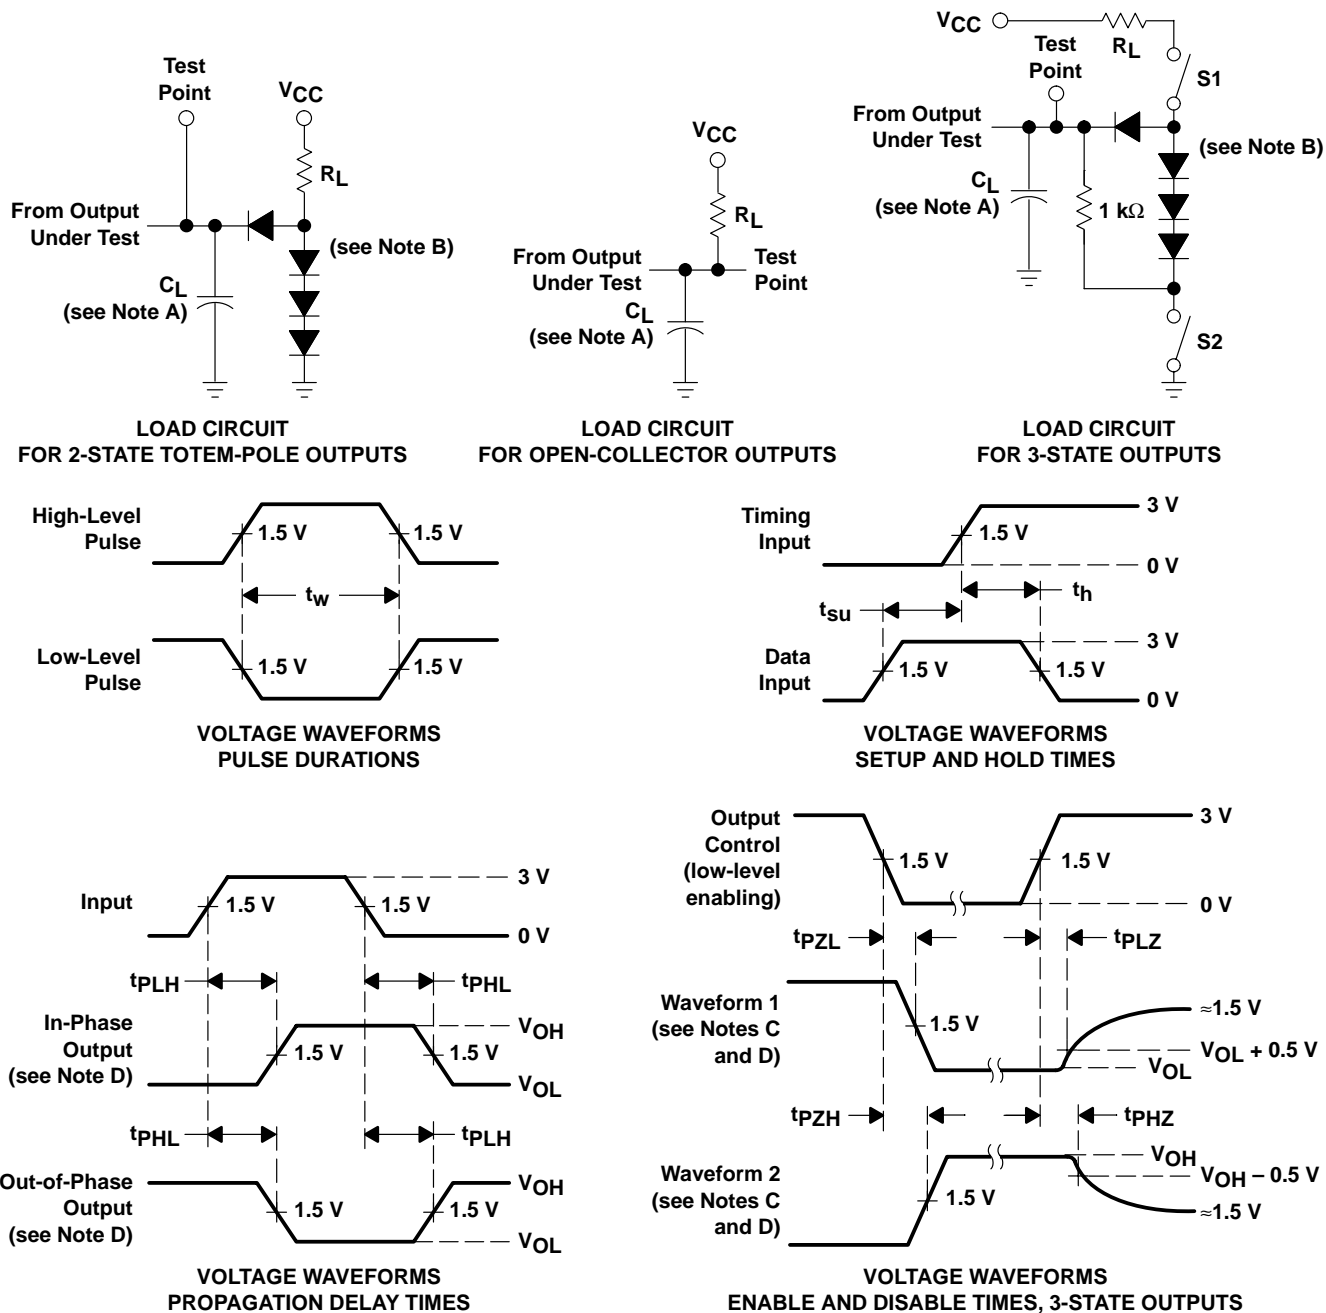 Test
Point
VCC
RL
From Output
Under Test
(see Note B)
CL
(see Note A)
LOAD CIRCUIT
FOR 2-STATE TOTEM-POLE OUTPUTS
VCC
RL
From Output
Under Test
Test
Point
CL
(see Note A)
LOAD CIRCUIT
FOR OPEN-COLLECTOR OUTPUTS
VCC
RL
Test
Point
S1
From Output
Under Test
(see Note B)
CL
(see Note A)
1 kΩ
S2
LOAD CIRCUIT
FOR 3-STATE OUTPUTS
High-Level
Pulse
1.5 V
1.5 V
tw
Low-Level
Pulse
1.5 V
1.5 V
VOLTAGE WAVEFORMS
PULSE DURATIONS
Timing
Input
1.5 V
3 V
0 V
th
tsu
Data
Input
1.5 V
1.5 V
3 V
0 V
VOLTAGE WAVEFORMS
SETUP AND HOLD TIMES
Input
1.5 V
1.5 V
3 V
0 V
tPLH
tPHL
In-Phase
Output
(see Note D)
1.5 V
1.5 V
VOH
VOL
tPHL
tPLH
Out-of-Phase
Output
(see Note D)
1.5 V
1.5 V
VOH
VOL
VOLTAGE WAVEFORMS
PROPAGATION DELAY TIMES
Output
Control
(low-level
enabling)
1.5 V
1.5 V
3 V
0 V
tPZL
tPLZ
Waveform 1
(see Notes C
and D)
1.5 V
≈1.5 V
VOL + 0.5 V
VOL
tPZH
tPHZ
Waveform 2
(see Notes C
and D)
1.5 V
VOH
VOH – 0.5 V
≈1.5 V
VOLTAGE WAVEFORMS
ENABLE AND DISABLE TIMES, 3-STATE OUTPUTS